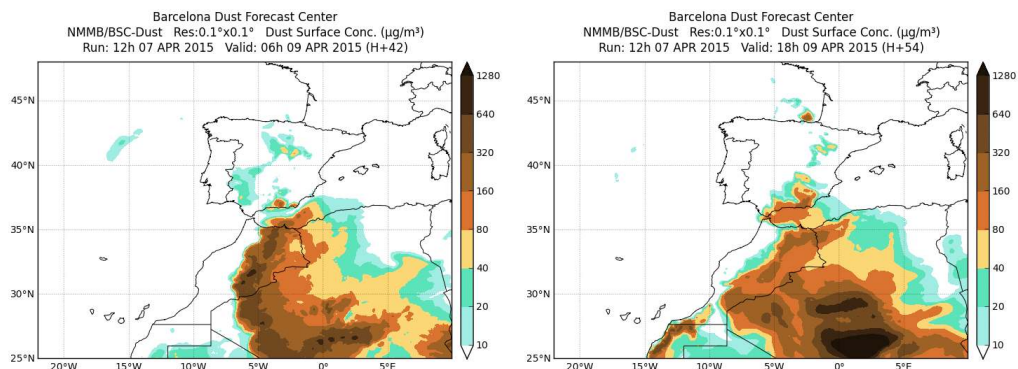 Barcelona Dust Forecast Center
NMMB/BSC-Dust Res:0.1°x0.1° Dust Surface Conc. (µg/m³)
Run: 12h 07 APR 2015 Valid: 06h 09 APR 2015 (H+42)
45°N
40°N
35°N
30°N
25°N
20°W
15°W
10°W
5°W
0°
5°E
1280
640
320
160
80
40
20
10
Barcelona Dust Forecast Center
NMMB/BSC-Dust Res:0.1°x0.1° Dust Surface Conc. (µg/m³)
Run: 12h 07 APR 2015 Valid: 18h 09 APR 2015 (H+54)
45°N
40°N
35°N
30°N
25°N
20°W
15°W
10°W
5°W
0°
5°E
1280
640
320
160
80
40
20
10